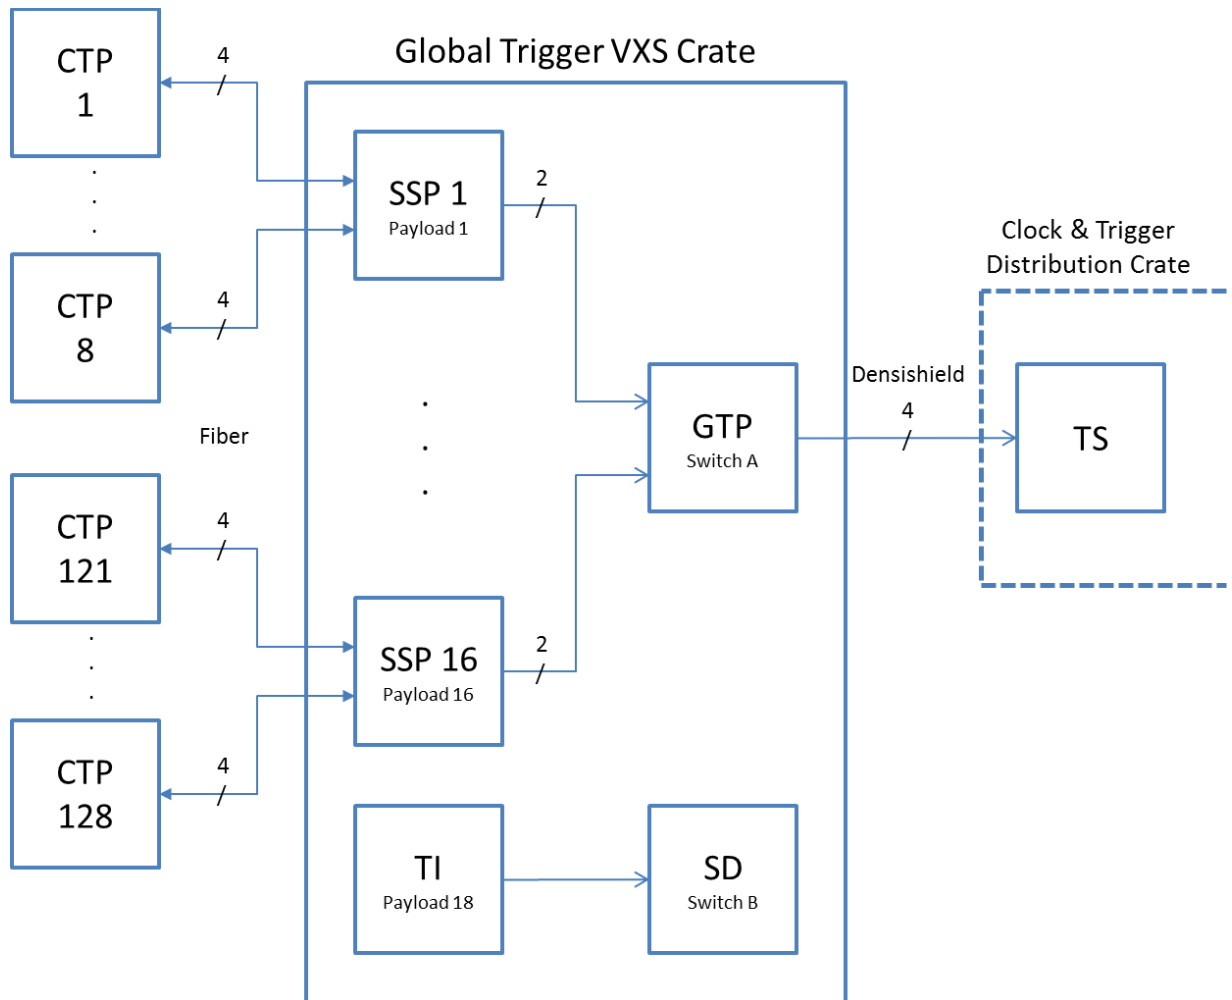 Global Trigger VXS Crate
CTP
1
4
SSP 1
Payload 1
2
CTP
8
4
Fiber
CTP
121
4
SSP 16
Payload 16
2
CTP
128
4
GTP
Switch A
Densishield
4
Clock & Trigger
Distribution Crate
TS
TI
Payload 18
SD
Switch B